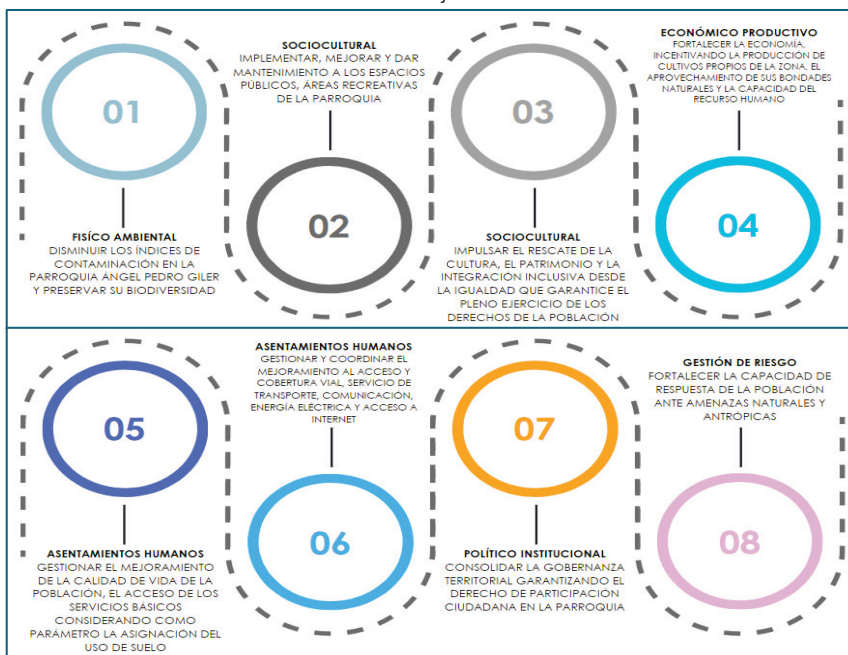 01
FISÍCO AMBIENTAL
DISMINUIR LOS ÍNDICES DE
CONTAMINACIÓN EN LA
PARROQUIA ÁNGEL PEDRO GILER
Y PRESERVAR SU BIODIVERSIDAD
SOCIOCULTURAL
IMPLEMENTAR, MEJORAR Y DAR
MANTENIMIENTO A LOS ESPACIOS
PÚBLICOS, ÁREAS RECREATIVAS
DE LA PARROQUIA
02
03
SOCIOCULTURAL
IMPULSAR EL RESCATE DE LA
CULTURA, EL PATRIMONIO Y LA
INTEGRACIÓN INCLUSIVA DESDE
LA IGUALDAD QUE GARANTICE EL
PLENO EJERCICIO DE LOS
DERECHOS DE LA POBLACIÓN
ECONÓMICO PRODUCTIVO
FORTALECER LA ECONOMÍA,
INCENTIVANDO LA PRODUCCIÓN DE
CULTIVOS PROPIOS DE LA ZONA, EL
APROVECHAMIENTO DE SUS BONDADES
NATURALES Y LA CAPACIDAD DEL
RECURSO HUMANO
04
05
ASENTAMIENTOS HUMANOS
GESTIONAR EL MEJORAMIENTO
DE LA CALIDAD DE VIDA DE LA
POBLACIÓN, EL ACCESO DE LOS
SERVICIOS BÁSICOS
CONSIDERANDO COMO
PARÁMETRO LA ASIGNACIÓN DEL
USO DE SUELO
ASENTAMIENTOS HUMANOS
GESTIONAR Y COORDINAR EL
MEJORAMIENTO AL ACCESO Y
COBERTURA VIAL, SERVICIO DE
TRANSPORTE, COMUNICACIÓN,
ENERGÍA ELÉCTRICA Y ACCESO A
INTERNET
06
07
POLÍTICO INSTITUCIONAL
CONSOLIDAR LA GOBERNANZA
TERRITORIAL GARANTIZANDO EL
DERECHO DE PARTICIPACIÓN
CIUDADANA EN LA PARROQUIA
GESTIÓN DE RIESGO
FORTALECER LA CAPACIDAD DE
RESPUESTA DE LA POBLACIÓN
ANTE AMENAZAS NATURALES Y
ANTRÓPICAS
08